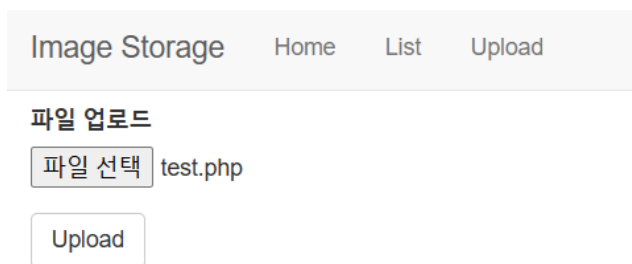 Image Storage Home List Upload
파일 업로드
파일 선택 test.php
Upload